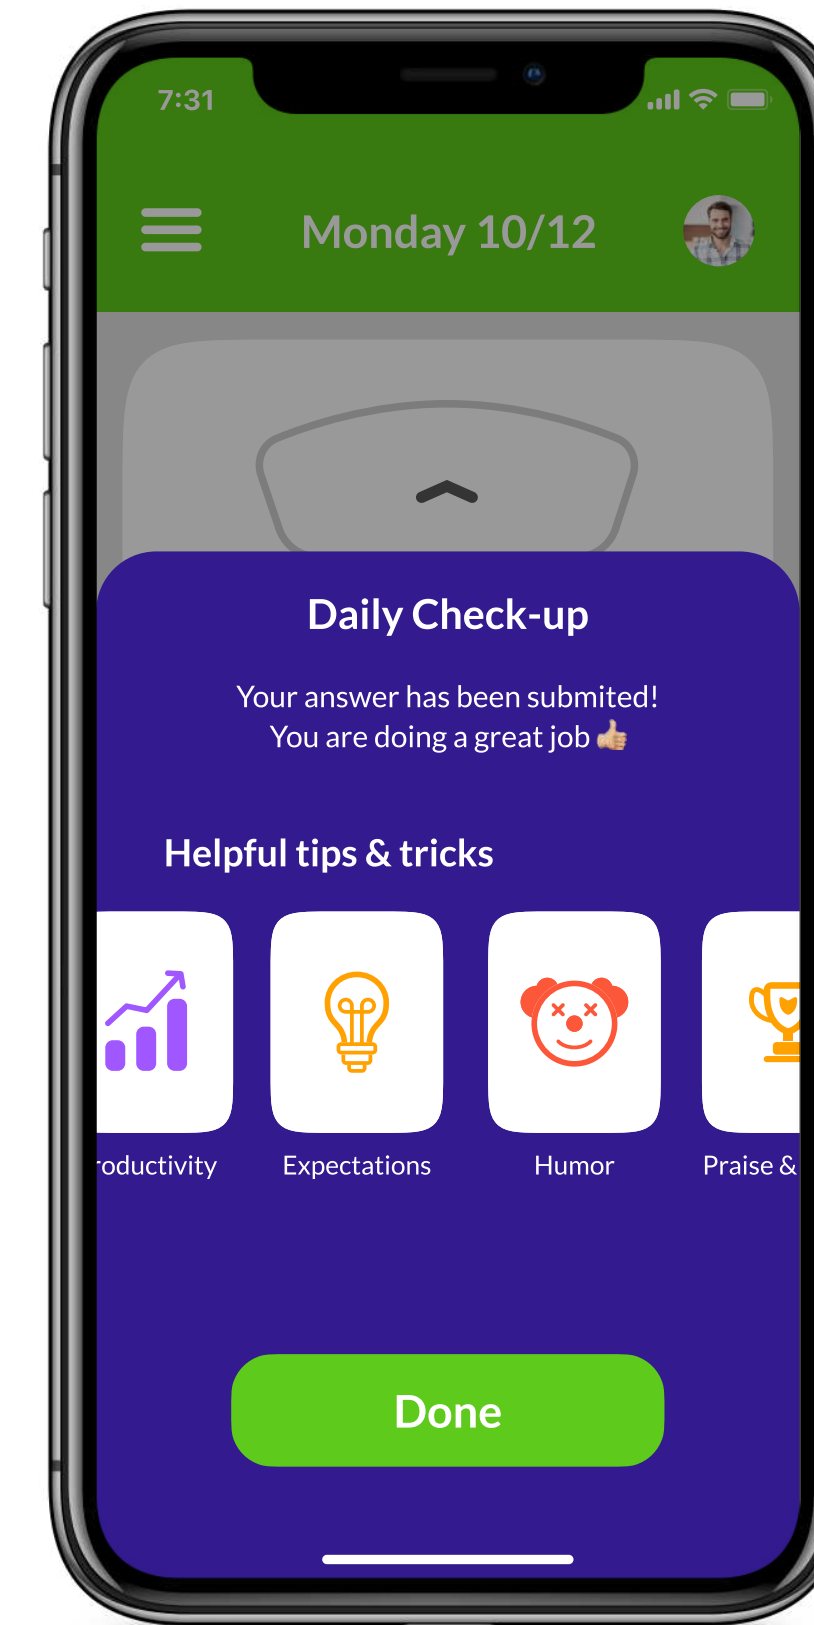 7:31
Monday 10/12
Daily Check-up
Your answer has been submited!
You are doing a great job 👍🏼
Helpful tips & tricks
roductivity
Expectations
Humor
Praise &
Done